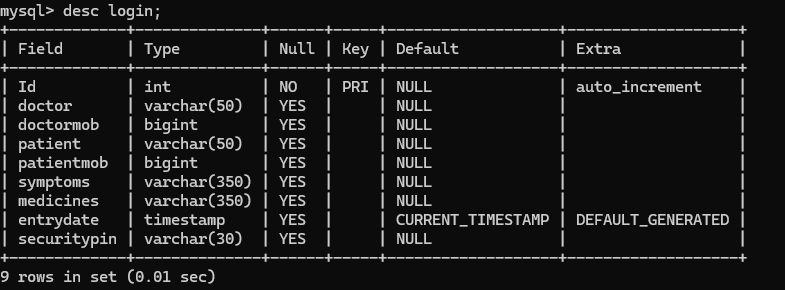 mysql> desc login;
+-------------+--------------+------+-----+-------------------+-------------------+
| Field       | Type         | Null | Key | Default           | Extra             |
+-------------+--------------+------+-----+-------------------+-------------------+
| Id          | int          | NO   | PRI | NULL              | auto_increment    |
| doctor      | varchar(50)  | YES  |     | NULL              |                   |
| doctormob   | bigint       | YES  |     | NULL              |                   |
| patient     | varchar(50)  | YES  |     | NULL              |                   |
| patientmob  | bigint       | YES  |     | NULL              |                   |
| symptoms    | varchar(350) | YES  |     | NULL              |                   |
| medicines   | varchar(350) | YES  |     | NULL              |                   |
| entrydate   | timestamp    | YES  |     | CURRENT_TIMESTAMP | DEFAULT_GENERATED |
| securitypin | varchar(30)  | YES  |     | NULL              |                   |
+-------------+--------------+------+-----+-------------------+-------------------+
9 rows in set (0.01 sec)